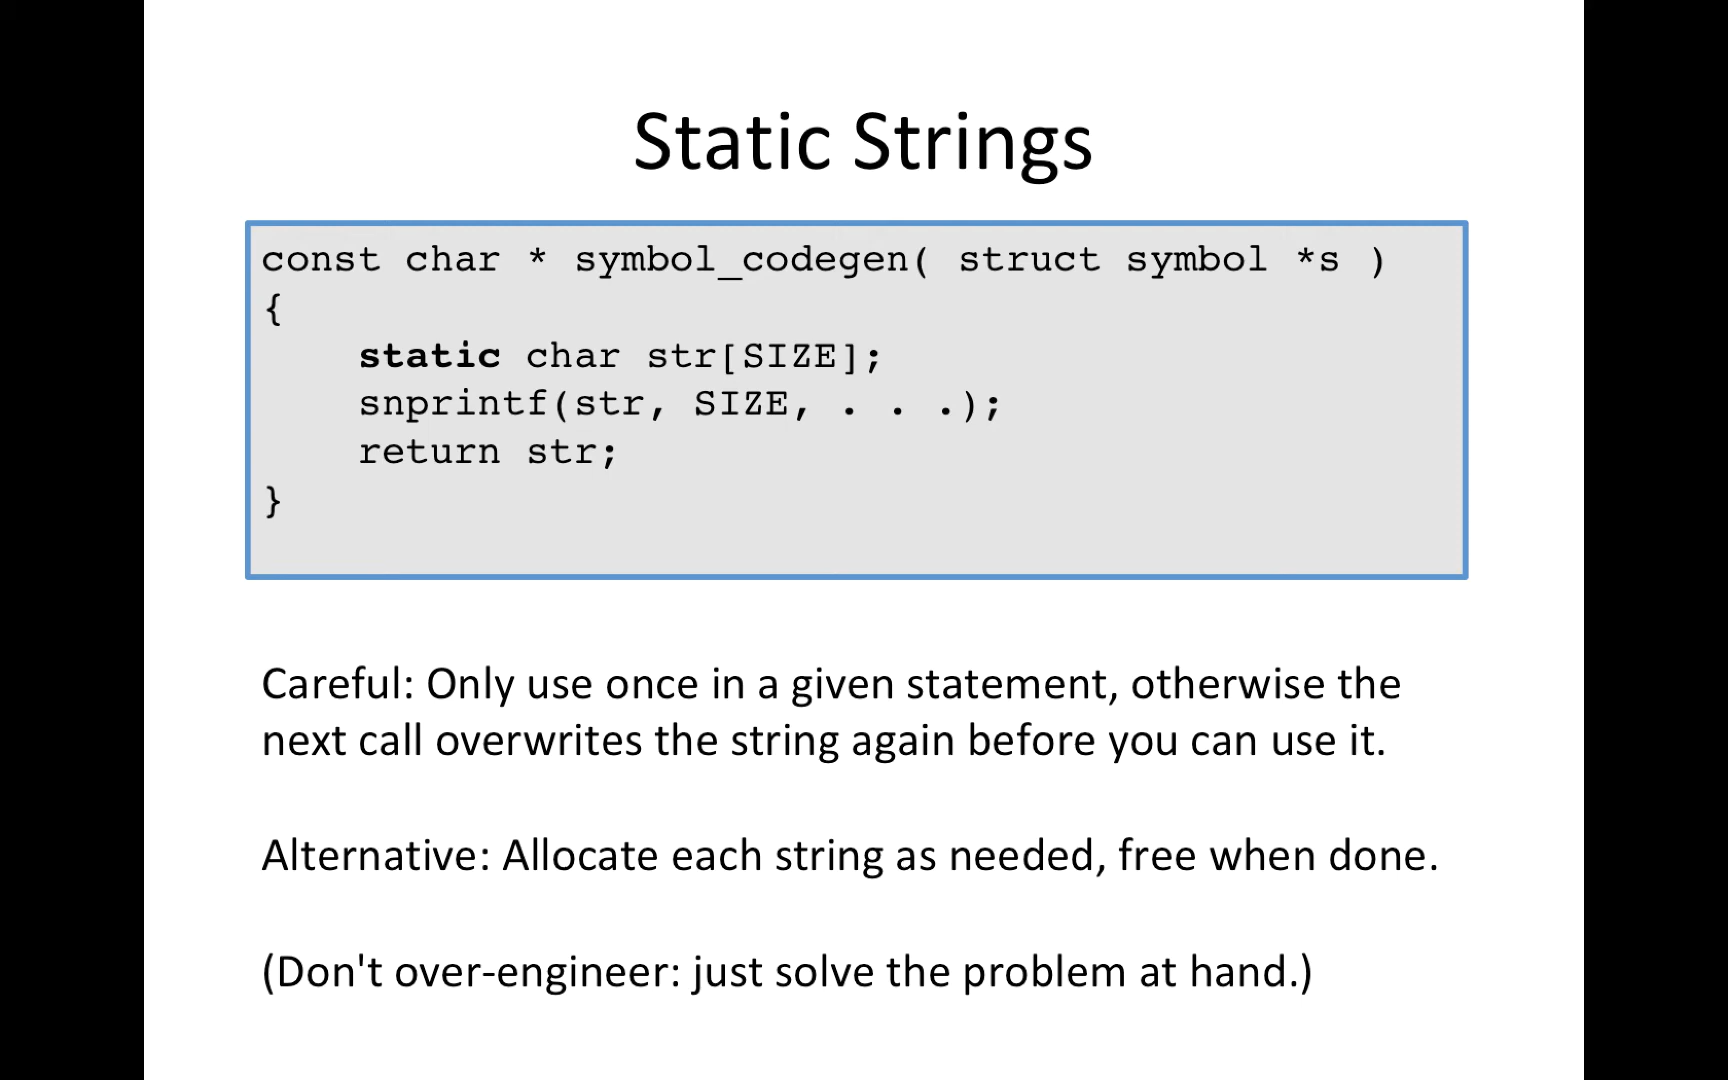 Static Strings
const char * symbol_codegen( struct symbol *s )
{
static char str[SIZE];
snprintf(str, SIZE, . . .);
return str;
}
Careful: Only use once in a given statement, otherwise the
next call overwrites the string again before you can use it.
Alternative: Allocate each string as needed, free when done.
(Don't over-engineer: just solve the problem at hand.)